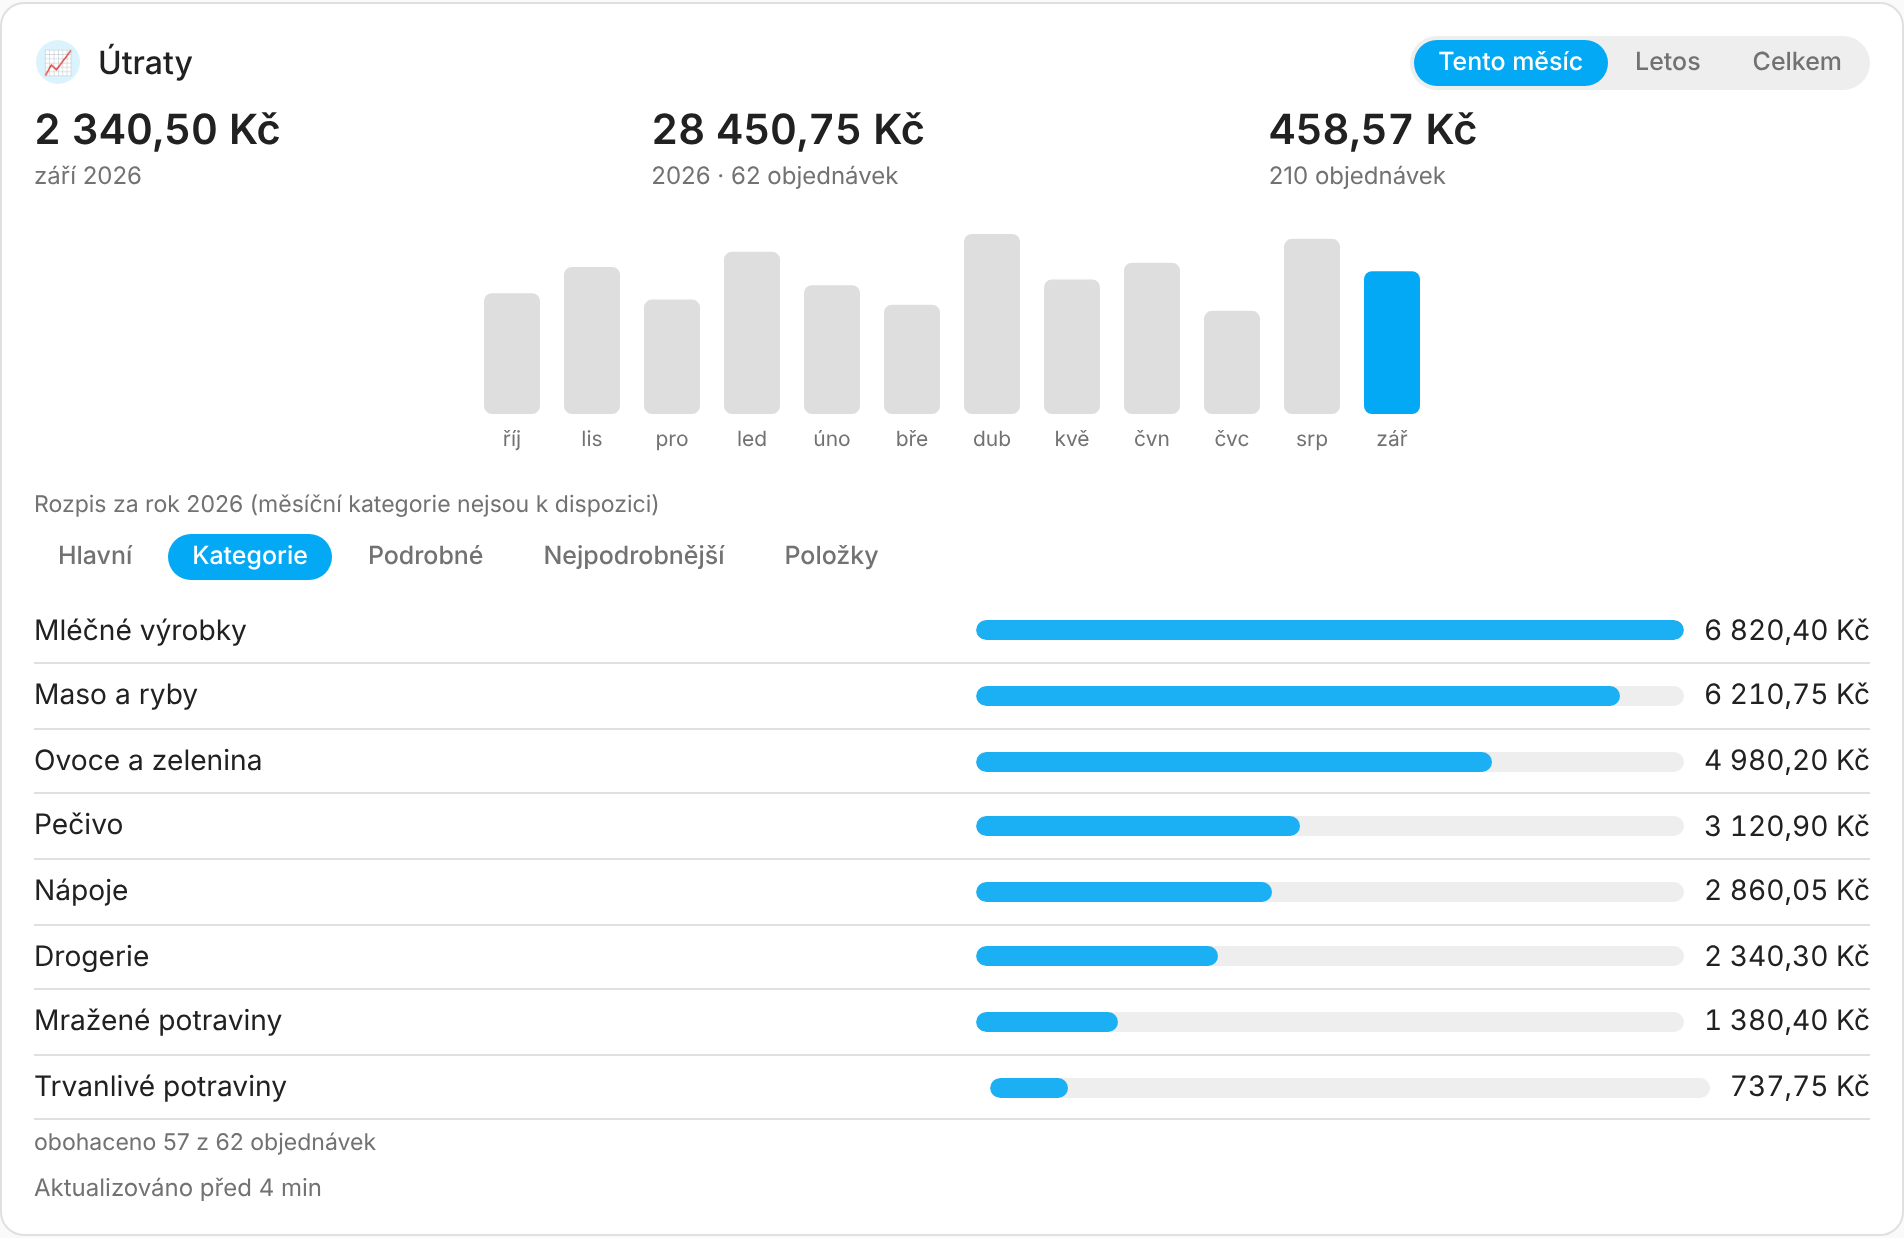 Útraty
Tento měsíc Letos Celkem
2 340,50 Kč
září 2026
28 450,75 Kč
2026 · 62 objednávek
458,57 Kč
210 objednávek
říj lis pro led úno bře dub kvě čvn čvc srp zář
Rozpis za rok 2026 (měsíční kategorie nejsou k dispozici)
Hlavní Kategorie Podrobné Nejpodrobnější Položky
Mléčné výrobky 6 820,40 Kč
Maso a ryby 6 210,75 Kč
Ovoce a zelenina 4 980,20 Kč
Pečivo 3 120,90 Kč
Nápoje 2 860,05 Kč
Drogerie 2 340,30 Kč
Mražené potraviny 1 380,40 Kč
Trvanlivé potraviny 737,75 Kč
obohaceno 57 z 62 objednávek
Aktualizováno před 4 min